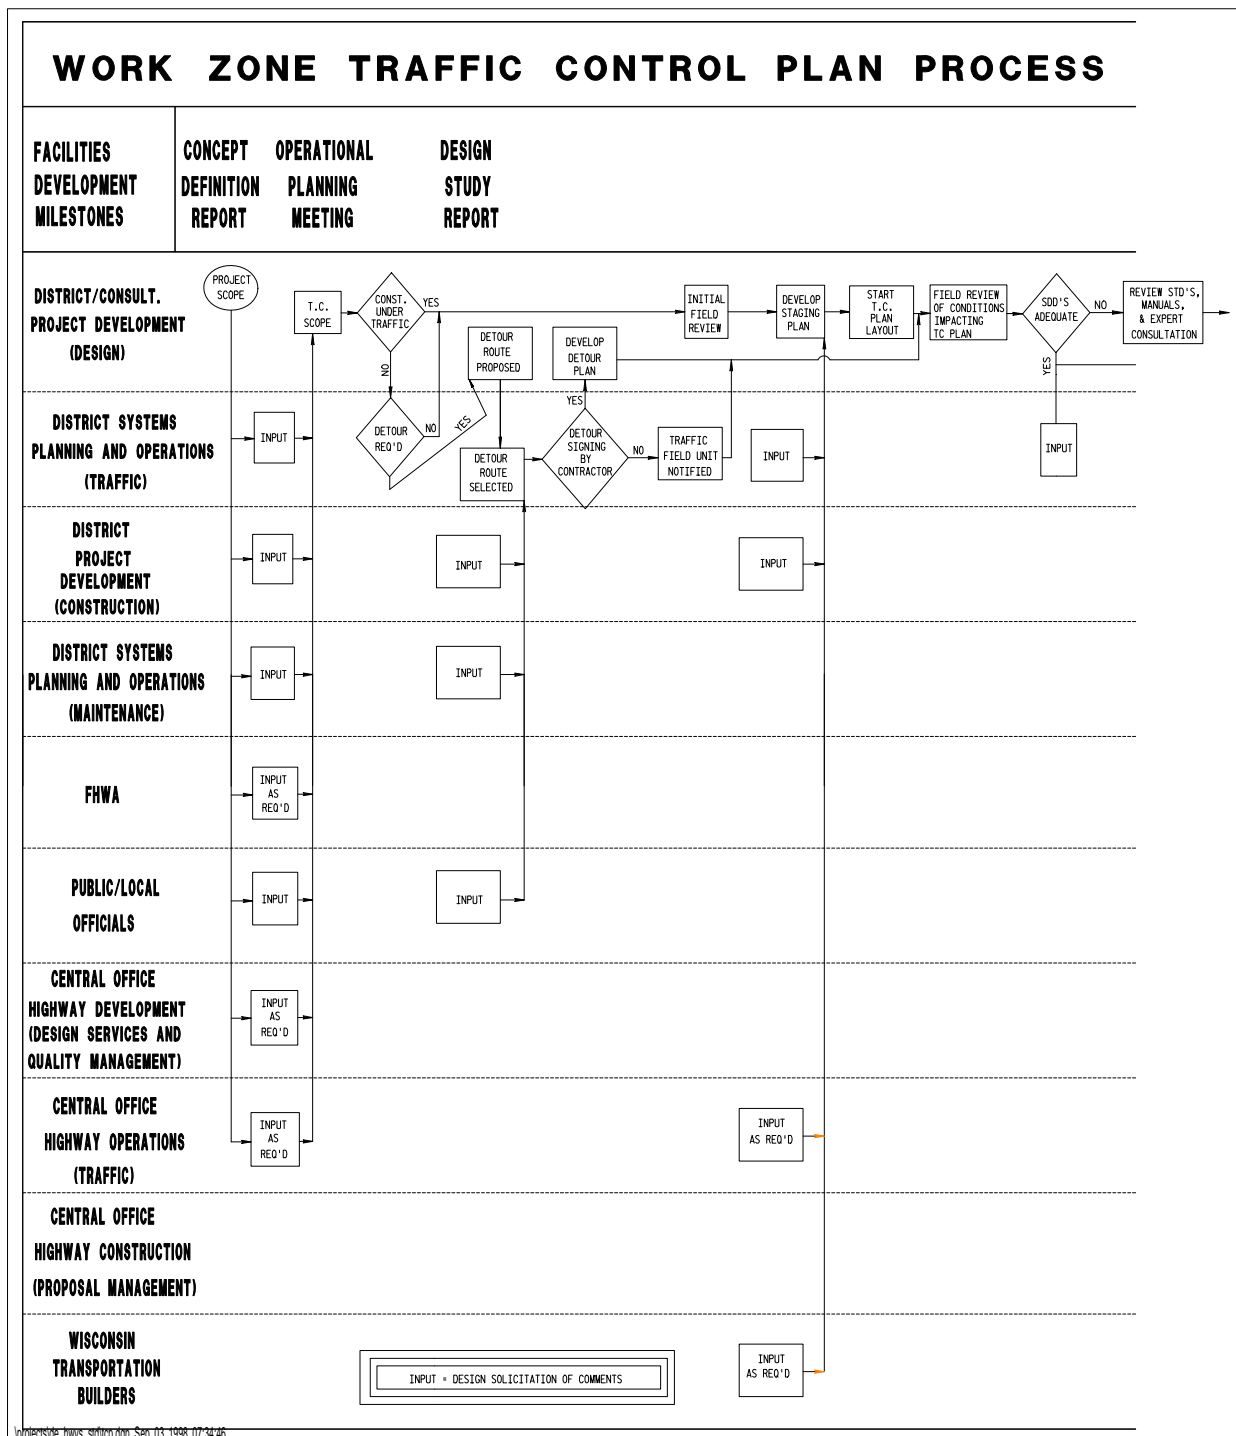 WORK ZONE TRAFFIC CONTROL PLAN PROCESS
FACILITIES
DEVELOPMENT
MILESTONES
CONCEPT
DEFINITION
REPORT
OPERATIONAL
PLANNING
MEETING
DESIGN
STUDY
REPORT
DISTRICT/CONSULT.
PROJECT DEVELOPMENT
(DESIGN)
PROJECT
SCOPE
T.C.
SCOPE
CONST.
UNDER
TRAFFIC
YES
NO
DETOUR
ROUTE
PROPOSED
DEVELOP
DETOUR
PLAN
INITIAL
FIELD
REVIEW
DEVELOP
STAGING
PLAN
START
T.C.
PLAN
LAYOUT
FIELD REVIEW
OF CONDITIONS
IMPACTING
TC PLAN
SDD'S
ADEQUATE
NO
YES
REVIEW STD'S,
MANUALS,
& EXPERT
CONSULTATION
DISTRICT SYSTEMS
PLANNING AND OPERATIONS
(TRAFFIC)
INPUT
DETOUR
REQ'D
NO
YES
DETOUR
ROUTE
SELECTED
YES
DETOUR
SIGNING
BY
CONTRACTOR
NO
TRAFFIC
FIELD UNIT
NOTIFIED
INPUT
INPUT
DISTRICT
PROJECT
DEVELOPMENT
(CONSTRUCTION)
INPUT
INPUT
INPUT
DISTRICT SYSTEMS
PLANNING AND OPERATIONS
(MAINTENANCE)
INPUT
INPUT
FHWA
INPUT
AS
REQ'D
PUBLIC/LOCAL
OFFICIALS
INPUT
INPUT
CENTRAL OFFICE
HIGHWAY DEVELOPMENT
(DESIGN SERVICES AND
QUALITY MANAGEMENT)
INPUT
AS
REQ'D
CENTRAL OFFICE
HIGHWAY OPERATIONS
(TRAFFIC)
INPUT
AS
REQ'D
INPUT
AS REQ'D
CENTRAL OFFICE
HIGHWAY CONSTRUCTION
(PROPOSAL MANAGEMENT)
WISCONSIN
TRANSPORTATION
BUILDERS
INPUT = DESIGN SOLICITATION OF COMMENTS
INPUT
AS REQ'D
Sep. 03, 1998 07:34:46